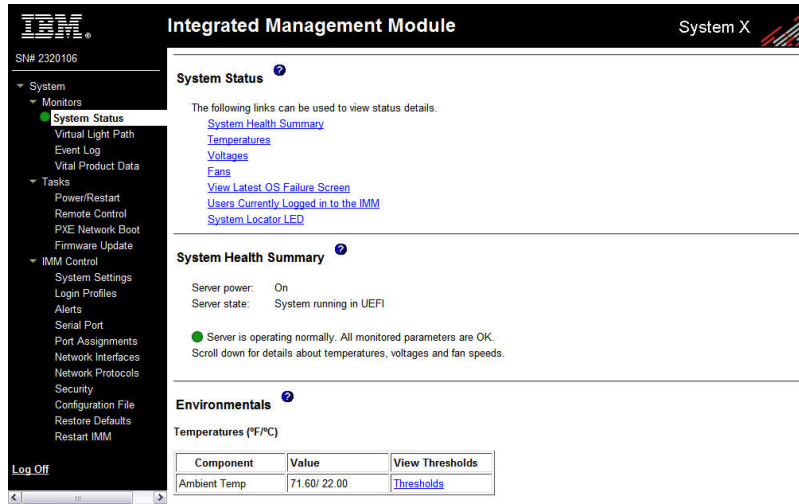 IBM.
Integrated Management Module
System X
SN# 2320106
System
Monitors
System Status
Virtual Light Path
Event Log
Vital Product Data
Tasks
Power/Restart
Remote Control
PXE Network Boot
Firmware Update
IMM Control
System Settings
Login Profiles
Alerts
Serial Port
Port Assignments
Network Interfaces
Network Protocols
Security
Configuration File
Restore Defaults
Restart IMM
Log Off
System Status ?
The following links can be used to view status details.
System Health Summary
Temperatures
Voltages
Fans
View Latest OS Failure Screen
Users Currently Logged in to the IMM
System Locator LED
System Health Summary ?
Server power: On
Server state: System running in UEFI
Server is operating normally. All monitored parameters are OK.
Scroll down for details about temperatures, voltages and fan speeds.
Environmentals ?
Temperatures (ºF/ºC)
Component Value View Thresholds
Ambient Temp 71.60/ 22.00 Thresholds